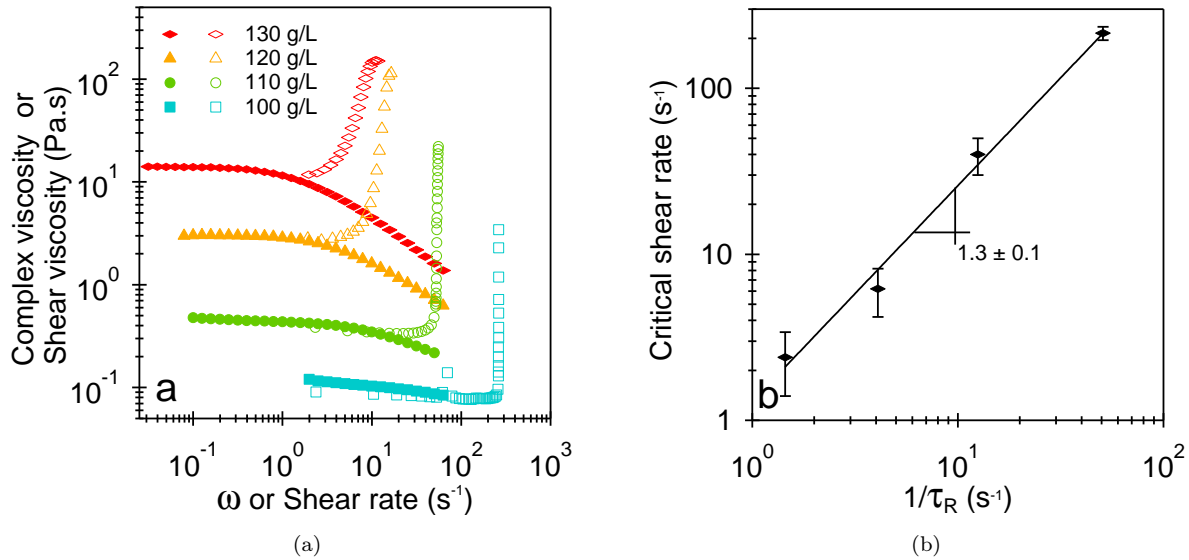 Complex viscosity or
Shear viscosity (Pa.s)
10²
10¹
10⁰
10⁻¹
130 g/L
120 g/L
110 g/L
100 g/L
a
10⁻¹ 10⁰ 10¹ 10² 10³
ω or Shear rate (s⁻¹)
(a)
Critical shear rate (s⁻¹)
100
10
1
1.3 ± 0.1
b
10⁰ 10¹ 10²
1/τ_R (s⁻¹)
(b)